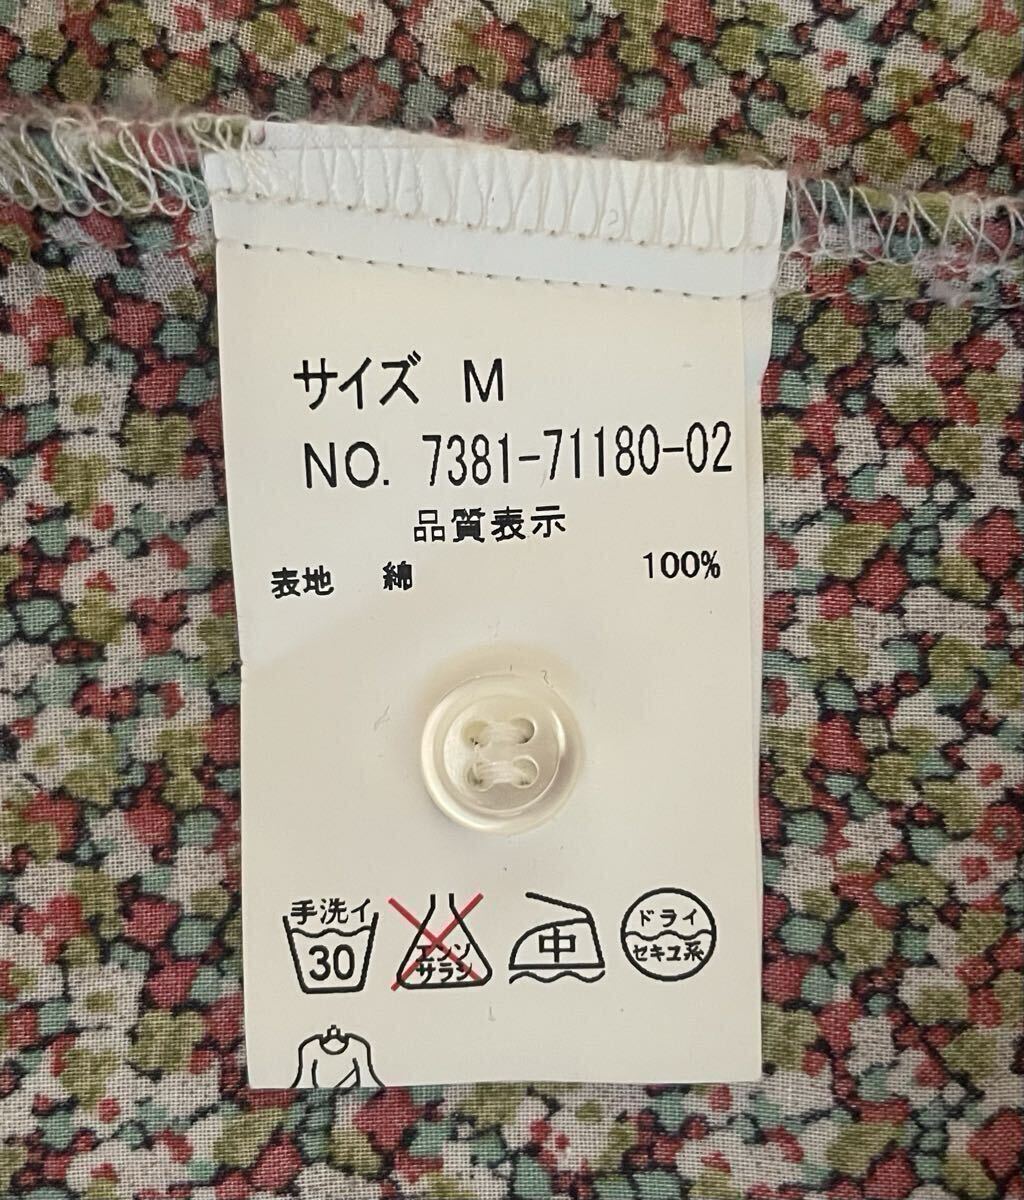 サイズ M
NO. 7381-71180-02
品質表示
表地 綿 100%
手洗イ
30
エンソ
サラシ
中
ドライ
セキユ系